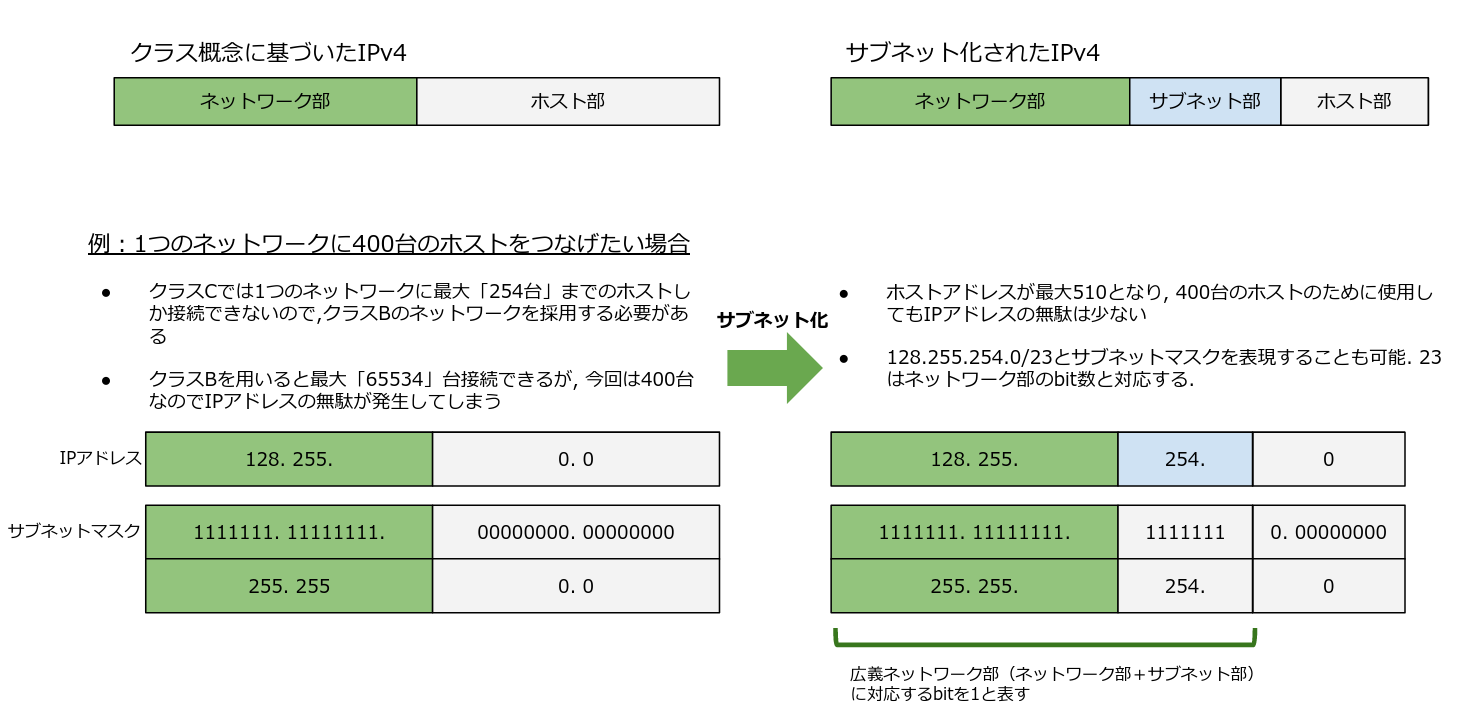 クラス概念に基づいたIPv4
ネットワーク部
ホスト部
サブネット化されたIPv4
ネットワーク部
サブネット部
ホスト部
例：1つのネットワークに400台のホストをつなげたい場合
● クラスCでは1つのネットワークに最大「254台」までのホストし
か接続できないので,クラスBのネットワークを採用する必要があ
る
● クラスBを用いると最大「65534」台接続できるが, 今回は400台
なのでIPアドレスの無駄が発生してしまう
サブネット化
● ホストアドレスが最大510となり, 400台のホストのために使用し
てもIPアドレスの無駄は少ない
● 128.255.254.0/23とサブネットマスクを表現することも可能. 23
はネットワーク部のbit数と対応する.
IPアドレス
128. 255.
0. 0
サブネットマスク
1111111. 11111111.
00000000. 00000000
255. 255
0. 0
128. 255.
254.
0
1111111. 11111111.
1111111
0. 00000000
255. 255.
254.
0
広義ネットワーク部（ネットワーク部＋サブネット部）
に対応するbitを1と表す